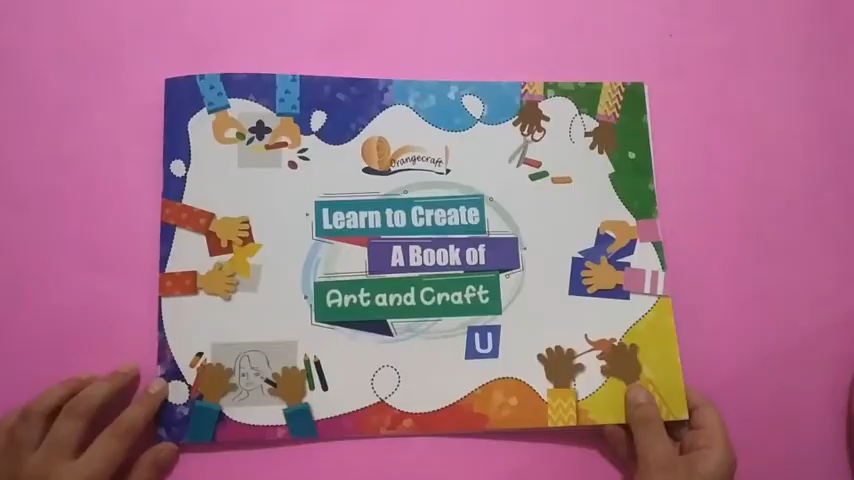 Orangecraft
Learn to Create
A Book of
Art and Craft
U